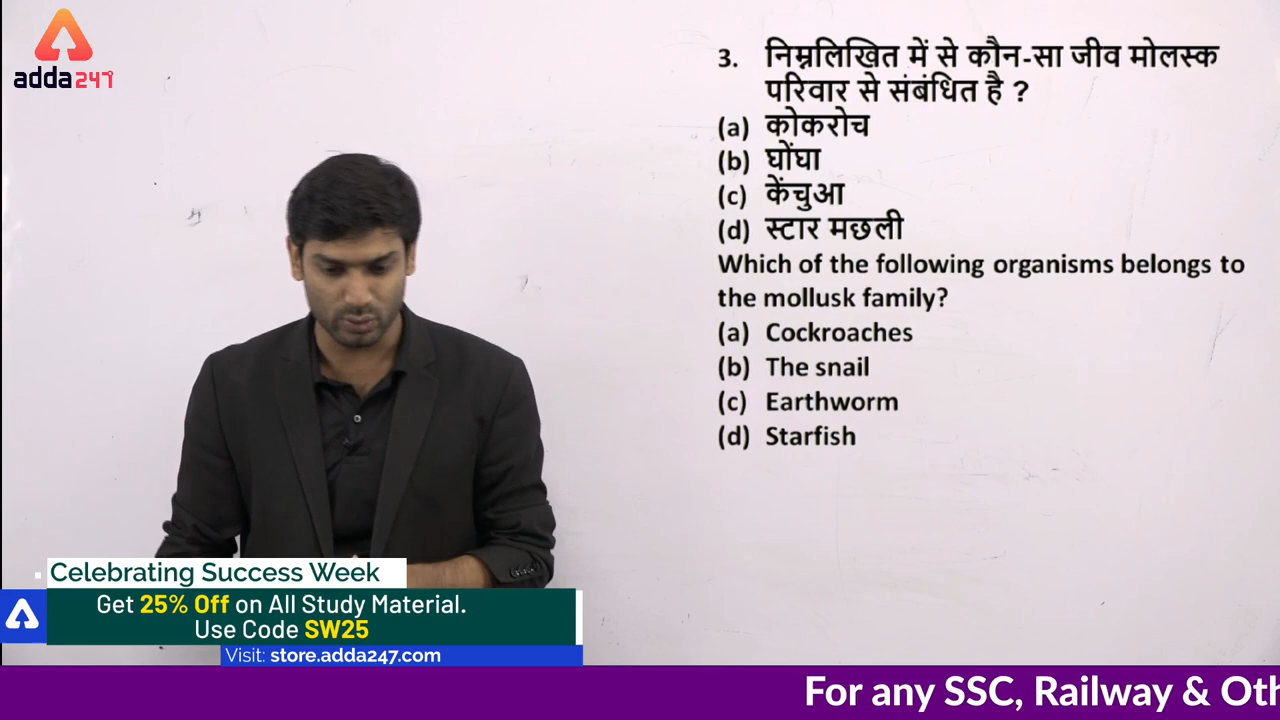 adda247
3. निम्नलिखित में से कौन-सा जीव मोलस्क
परिवार से संबंधित है ?
(a) कोकरोच
(b) घोंघा
(c) केंचुआ
(d) स्टार मछली
Which of the following organisms belongs to
the mollusk family?
(a) Cockroaches
(b) The snail
(c) Earthworm
(d) Starfish
Celebrating Success Week
Get 25% Off on All Study Material.
Use Code SW25
Visit: store.adda247.com
For any SSC, Railway & Oth